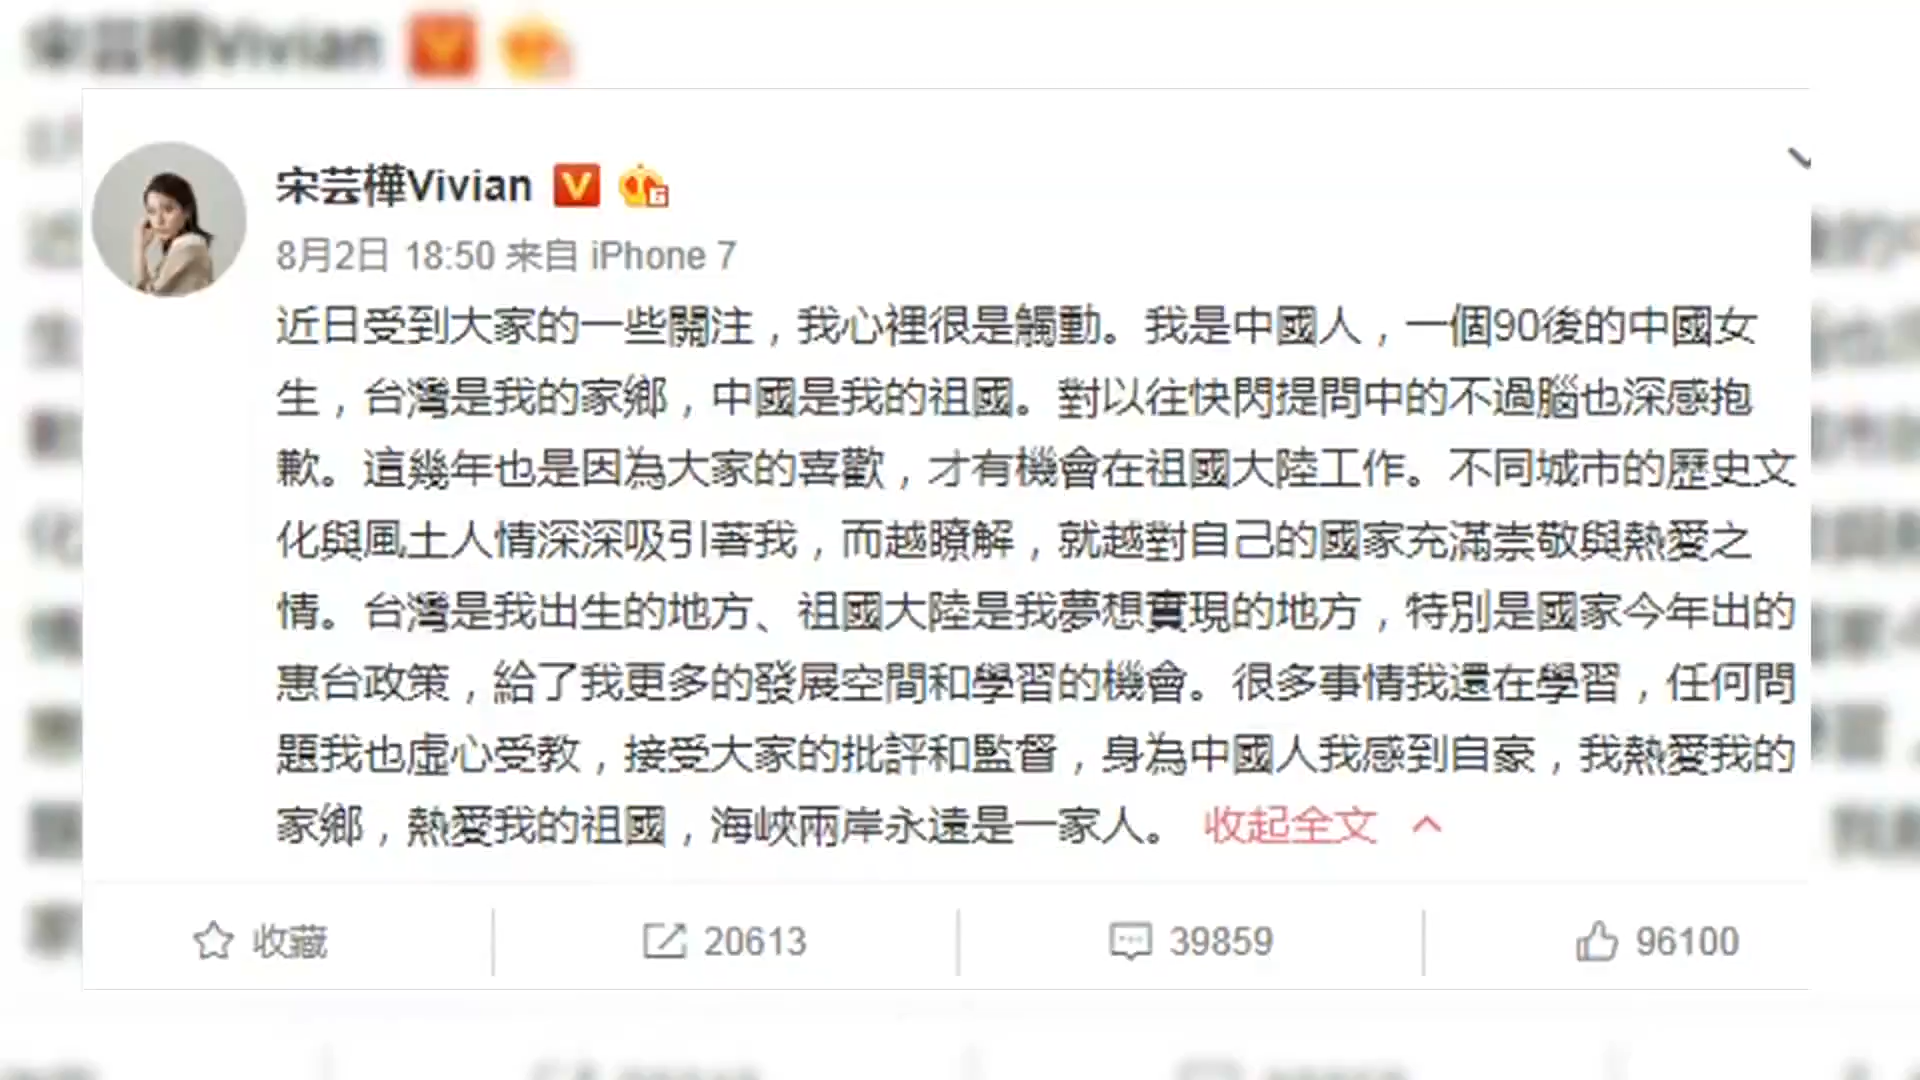 宋芸樺Vivian
宋芸樺Vivian
8月2日 18:50 来自 iPhone 7
近日受到大家的一些關注，我心裡很是觸動。我是中國人，一個90後的中國女
生，台灣是我的家鄉，中國是我的祖國。對以往快閃提問中的不過腦也深感抱
歉。這幾年也是因為大家的喜歡，才有機會在祖國大陸工作。不同城市的歷史文
化與風土人情深深吸引著我，而越瞭解，就越對自己的國家充滿崇敬與熱愛之
情。台灣是我出生的地方、祖國大陸是我夢想實現的地方，特別是國家今年出的
惠台政策，給了我更多的發展空間和學習的機會。很多事情我還在學習，任何問
題我也虛心受教，接受大家的批評和監督，身為中國人我感到自豪，我熱愛我的
家鄉，熱愛我的祖國，海峽兩岸永遠是一家人。 收起全文
收藏 20613 39859 96100